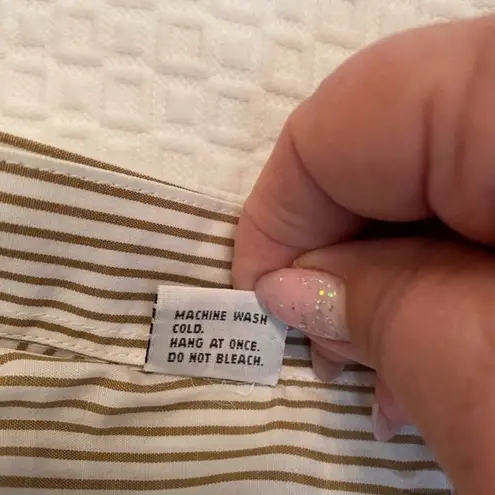 MACHINE WASH
COLD.
HANG AT ONCE.
DO NOT BLEACH.